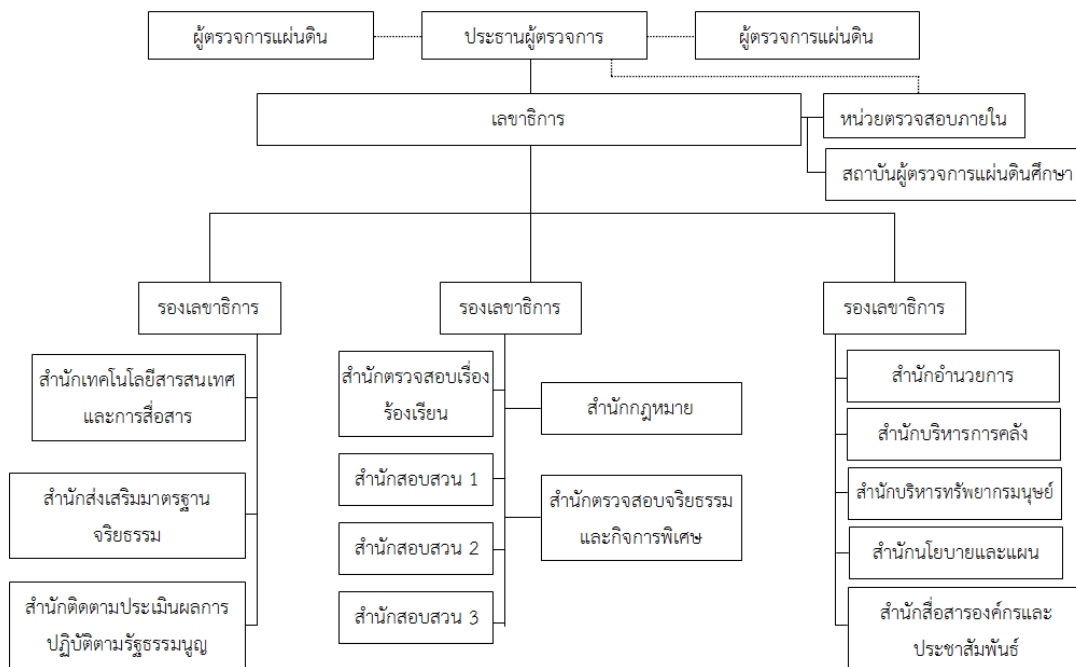 ผู้ตรวจการแผ่นดิน
ประธานผู้ตรวจการ
ผู้ตรวจการแผ่นดิน
เลขาธิการ
หน่วยตรวจสอบภายใน
สถาบันผู้ตรวจการแผ่นดินศึกษา
รองเลขาธิการ
สำนักเทคโนโลยีสารสนเทศ
และการสื่อสาร
สำนักส่งเสริมมาตรฐาน
จริยธรรม
สำนักติดตามประเมินผลการ
ปฏิบัติตามรัฐธรรมนูญ
รองเลขาธิการ
สำนักตรวจสอบเรื่อง
ร้องเรียน
สำนักสอบสวน 1
สำนักสอบสวน 2
สำนักสอบสวน 3
สำนักกฎหมาย
สำนักตรวจสอบจริยธรรม
และกิจการพิเศษ
รองเลขาธิการ
สำนักอำนวยการ
สำนักบริหารการคลัง
สำนักบริหารทรัพยากรมนุษย์
สำนักนโยบายและแผน
สำนักสื่อสารองค์กรและ
ประชาสัมพันธ์